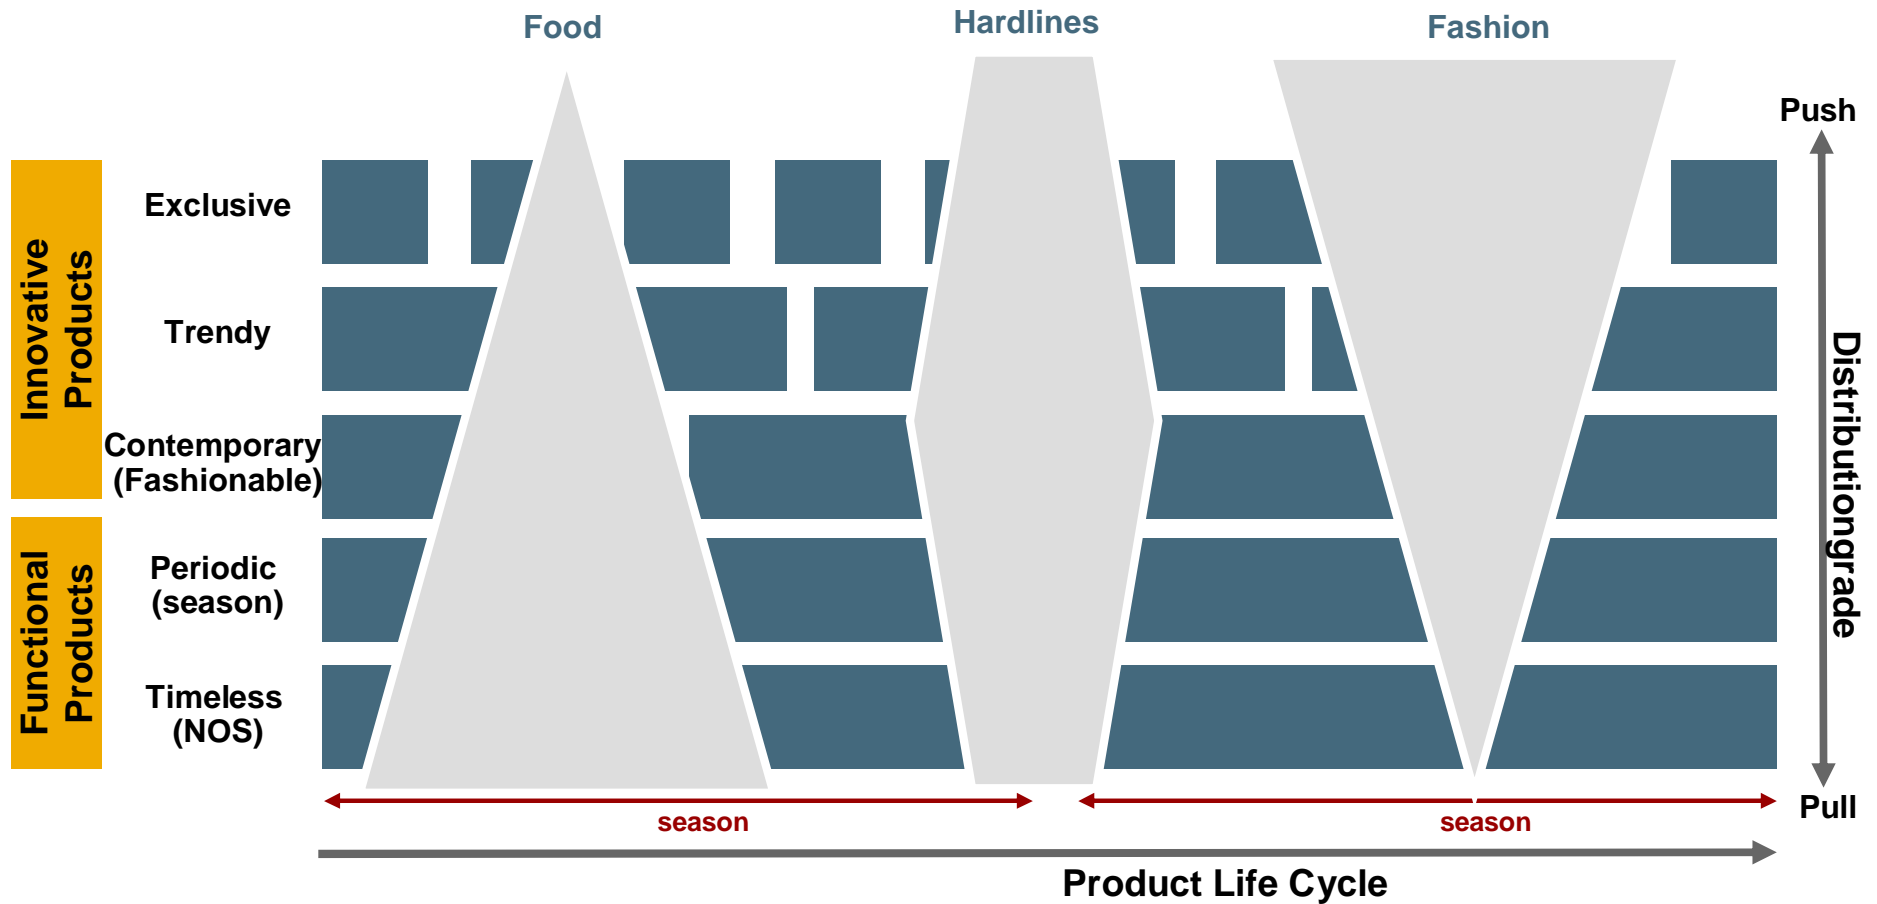 Food
Hardlines
Fashion
Push
Innovative
Products
Exclusive
Trendy
Contemporary
(Fashionable)
Functional
Products
Periodic
(season)
Timeless
(NOS)
Distributiongrade
Pull
season
season
Product Life Cycle